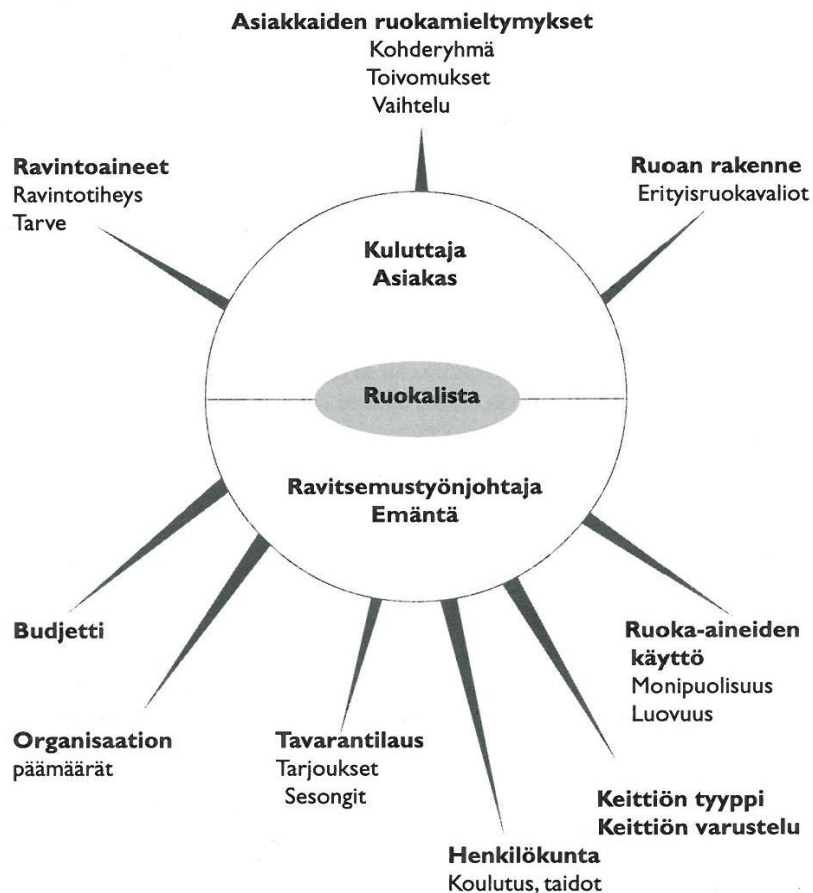 Asiakkaiden ruokamieltymykset
Kohderyhmä
Toivomukset
Vaihtelu
Ravintoaineet
Ravintotiheys
Tarve
Ruoan rakenne
Erityisruokavaliot
Kuluttaja
Asiakas
Ruokalista
Ravitsemustyönjohtaja
Emäntä
Budjetti
Organisaation
päämäärät
Tavarantilaus
Tarjoukset
Sesongit
Henkilökunta
Koulutus, taidot
Keittiön tyyppi
Keittiön varustelu
Ruoka-aineiden
käyttö
Monipuolisuus
Luovuus